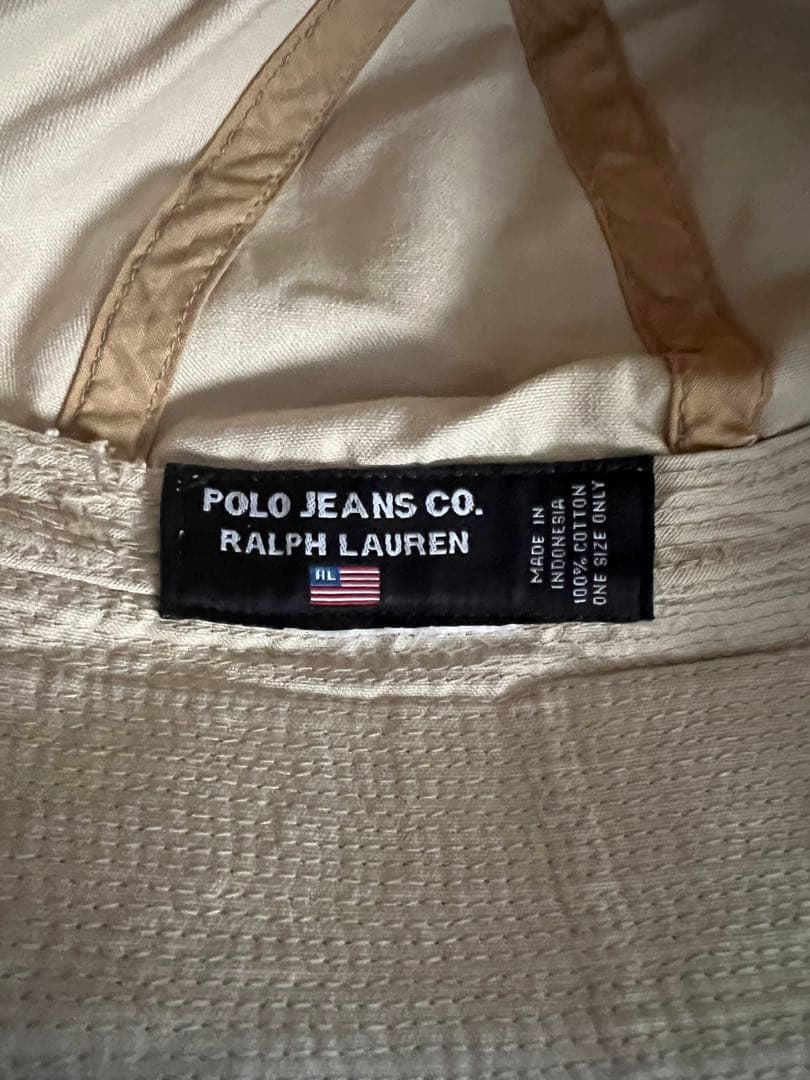 POLO JEANS CO.
RALPH LAUREN
RL
MADE IN
INDONESIA
100% COTTON
ONE SIZE ONLY